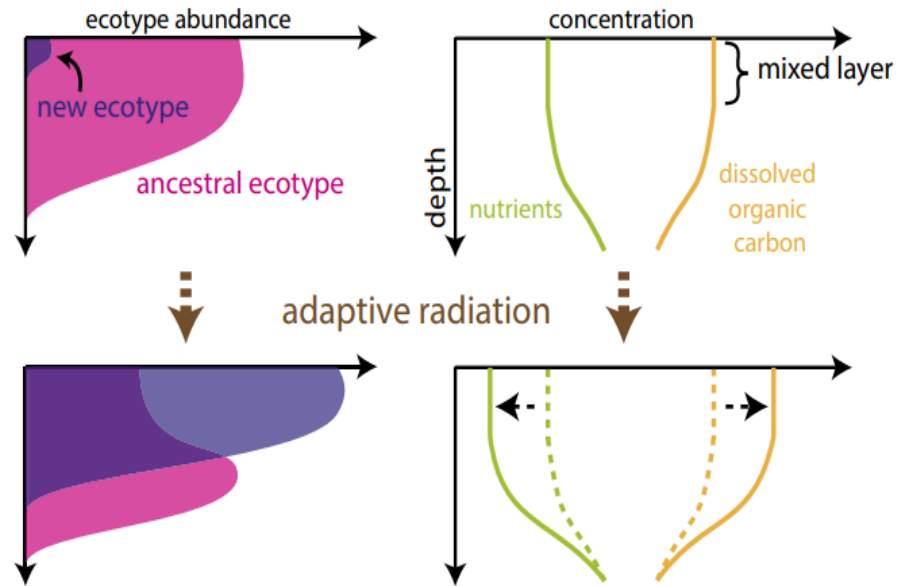 ecotype abundance
concentration
mixed layer
new ecotype
ancestral ecotype
depth
nutrients
dissolved
organic
carbon
adaptive radiation